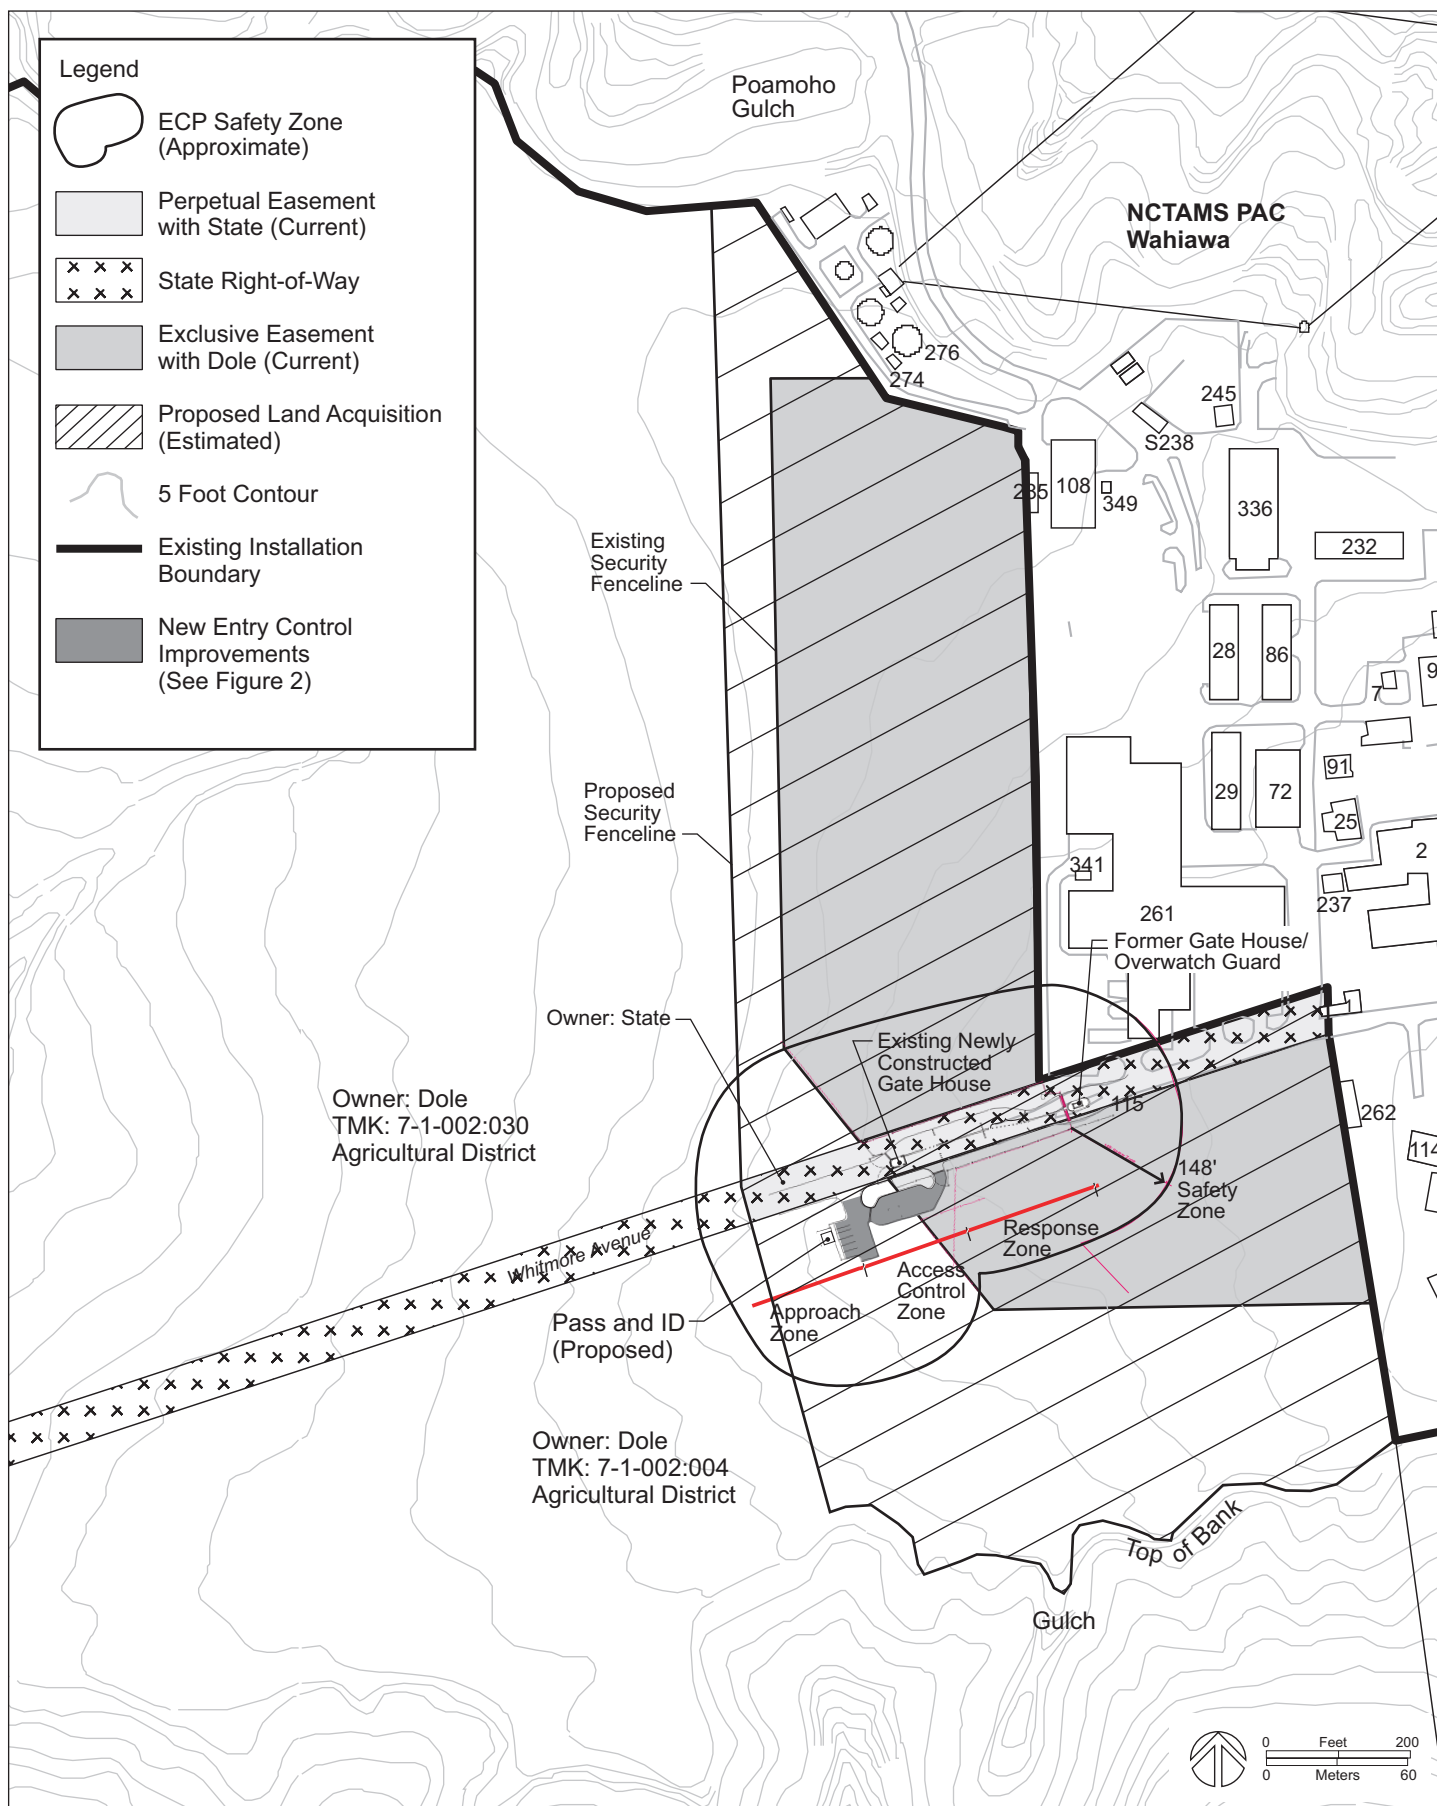 Legend
ECP Safety Zone
(Approximate)
Perpetual Easement
with State (Current)
State Right-of-Way
Exclusive Easement
with Dole (Current)
Proposed Land Acquisition
(Estimated)
5 Foot Contour
Existing Installation
Boundary
New Entry Control
Improvements
(See Figure 2)
Poamoho
Gulch
NCTAMS PAC
Wahiawa
276
274
245
S238
285
108
349
336
232
Existing
Security
Fenceline
28
86
7
9
Proposed
Security
Fenceline
29
72
91
25
2
341
237
261
Former Gate House/
Overwatch Guard
Owner: State
Existing Newly
Constructed
Gate House
1
115
262
114
Owner: Dole
TMK: 7-1-002:030
Agricultural District
148'
Safety
Zone
Response
Zone
Whitmore Avenue
Access
Control
Zone
Approach
Zone
Pass and ID
(Proposed)
Owner: Dole
TMK: 7-1-002:004
Agricultural District
Top of Bank
Gulch
0 Feet 200
0 Meters 60